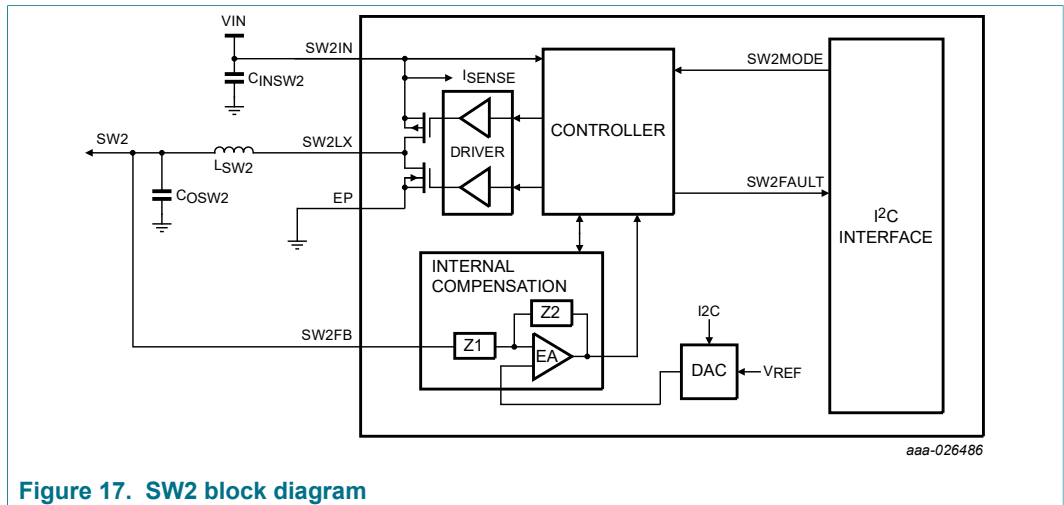 VIN
SW2IN
CINSW2
ISENSE
SW2MODE
CONTROLLER
SW2
SW2LX
LSW2
DRIVER
COSW2
SW2FAULT
EP
I2C
INTERFACE
INTERNAL
COMPENSATION
Z2
I2C
SW2FB
Z1
EA
DAC
VREF
aaa-026486
Figure 17. SW2 block diagram